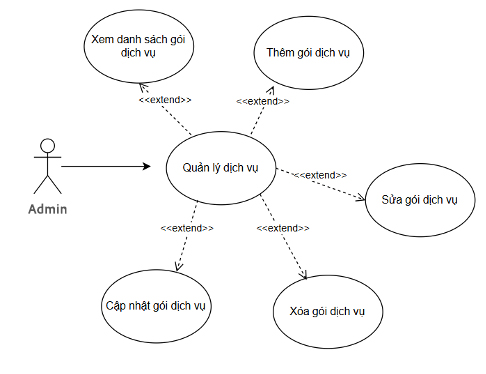 Xem danh sách gói
dịch vụ
Thêm gói dịch vụ
<<extend>>
<<extend>>
Quản lý dịch vụ
Admin
<<extend>>
Sửa gói dịch vụ
<<extend>>
<<extend>>
Cập nhật gói dịch vụ
Xóa gói dịch vụ